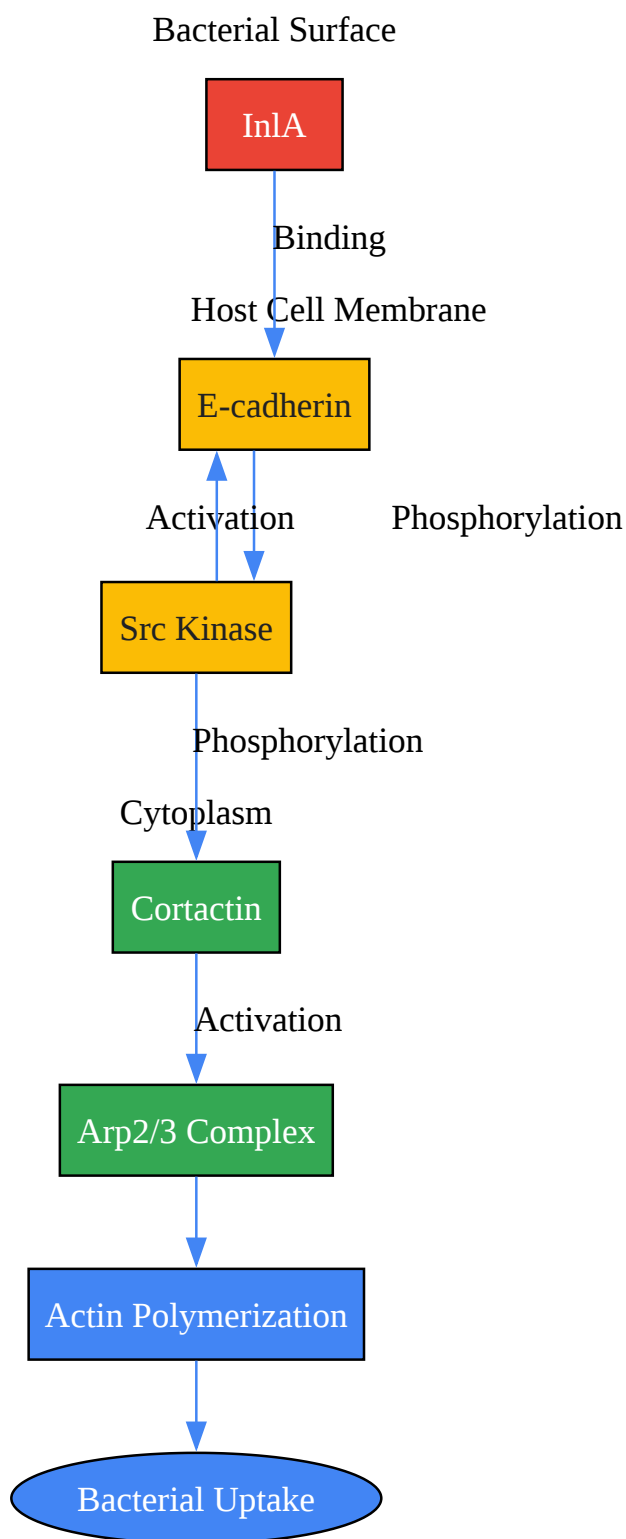 Bacterial Surface
InlA
Binding
Host Cell Membrane
E-cadherin
Activation
Phosphorylation
Src Kinase
Phosphorylation
Cytoplasm
Cortactin
Activation
Arp2/3 Complex
Actin Polymerization
Bacterial Uptake